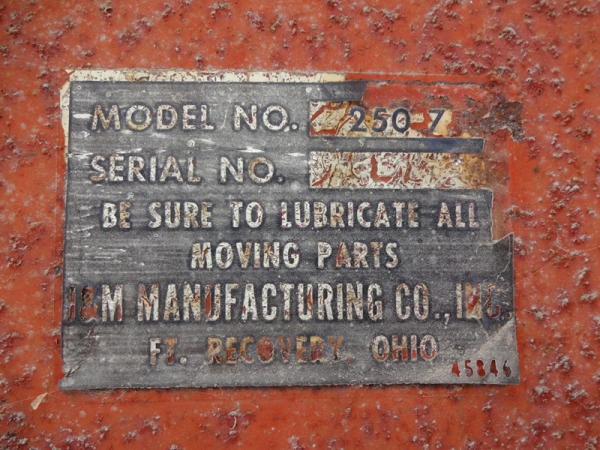 MODEL NO. 250-7
SERIAL NO.
BE SURE TO LUBRICATE ALL
MOVING PARTS
J&M MANUFACTURING CO., INC.
FT. RECOVERY, OHIO
45846